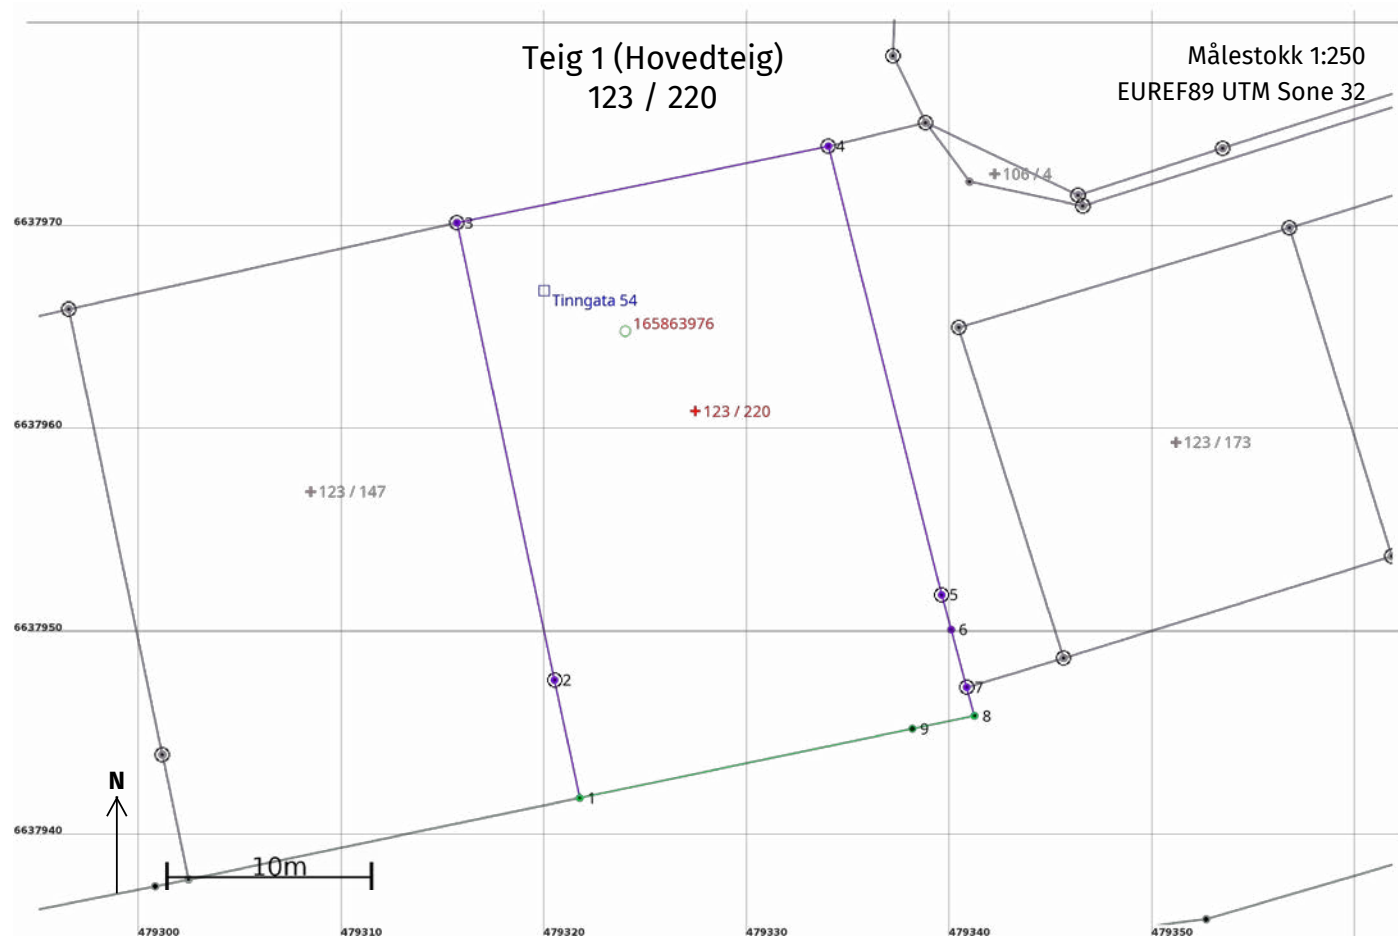 Teig 1 (Hovedteig)
123 / 220
Målestokk 1:250
EUREF89 UTM Sone 32
4
106 / 4
3
6637970
Tinngata 54
165863976
123 / 220
6637960
123 / 173
123 / 147
5
6
6637950
2
7
8
9
N
1
6637940
10m
479300
479310
479320
479330
479340
479350